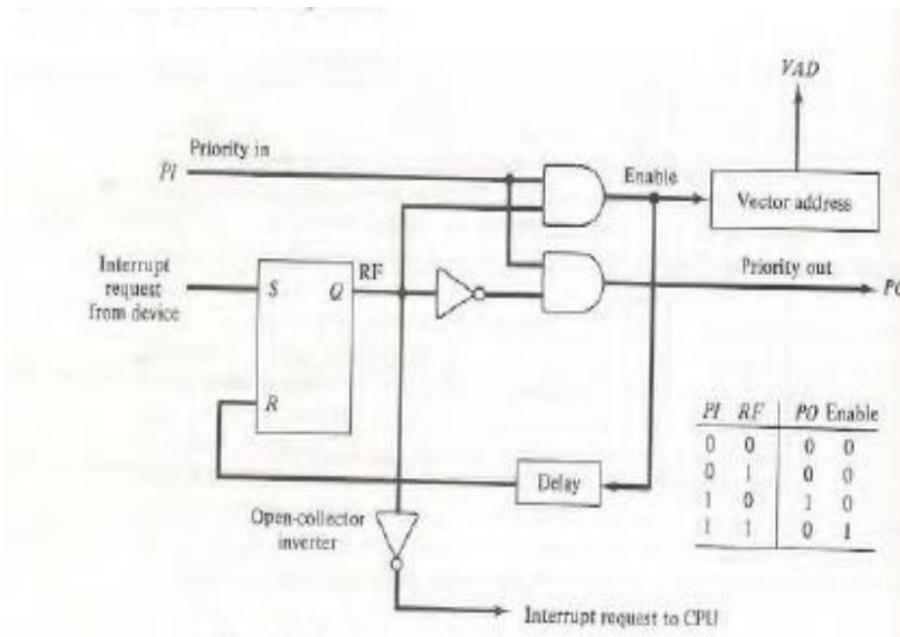 VAD
Priority in
PI
Enable
Vector address
Interrupt
request
from device
S
Q
RF
Priority out
PO
R
PI RF PO Enable
0 0 0 0
0 1 0 0
1 0 1 0
1 1 0 1
Delay
Open-collector
inverter
Interrupt request to CPU